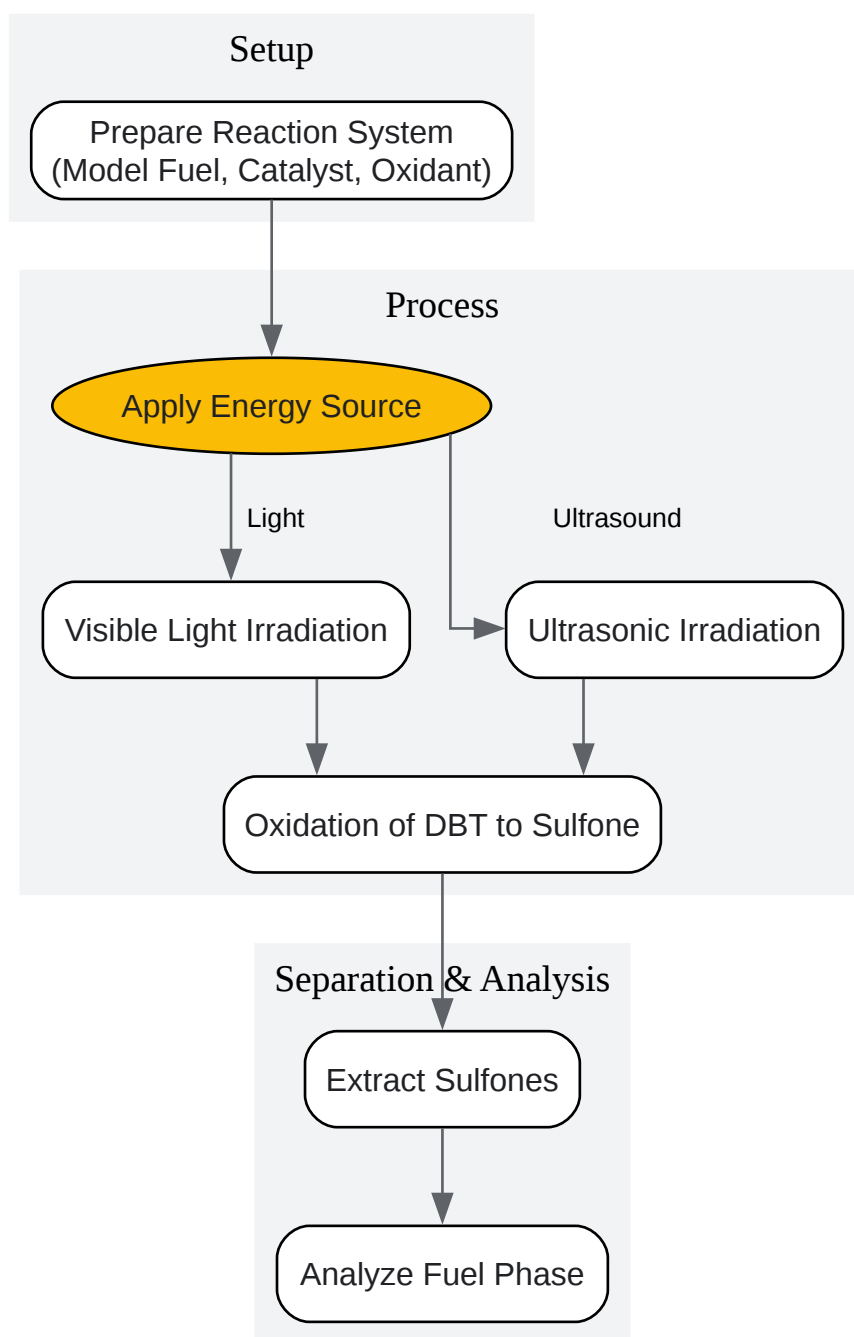 Setup
Prepare Reaction System
(Model Fuel, Catalyst, Oxidant)
Process
Apply Energy Source
Light
Ultrasound
Visible Light Irradiation
Ultrasonic Irradiation
Oxidation of DBT to Sulfone
Separation & Analysis
Extract Sulfones
Analyze Fuel Phase